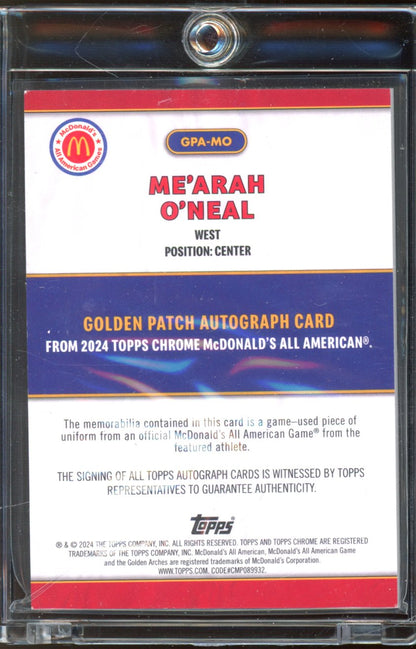 McDonald's
All American Games
GPA-MO
ME'ARAH
O'NEAL
WEST
POSITION: CENTER
GOLDEN PATCH AUTOGRAPH CARD
FROM 2024 TOPPS CHROME McDONALD'S ALL AMERICAN®.
The memorabilia contained in this card is a game-used piece of
uniform from an official McDonald's All American Game® from the
featured athlete.
THE SIGNING OF ALL TOPPS AUTOGRAPH CARDS IS WITNESSED BY TOPPS
REPRESENTATIVES TO GUARANTEE AUTHENTICITY.
topps
® & © 2024 THE TOPPS COMPANY, INC. ALL RIGHTS RESERVED. TOPPS AND TOPPS CHROME ARE REGISTERED
TRADEMARKS OF THE TOPPS COMPANY, INC. McDonald's All American, McDonald's All American Game
and the Golden Arches are registered trademarks of McDonald's Corporation.
WWW.TOPPS.COM. CODE#CMP089932.